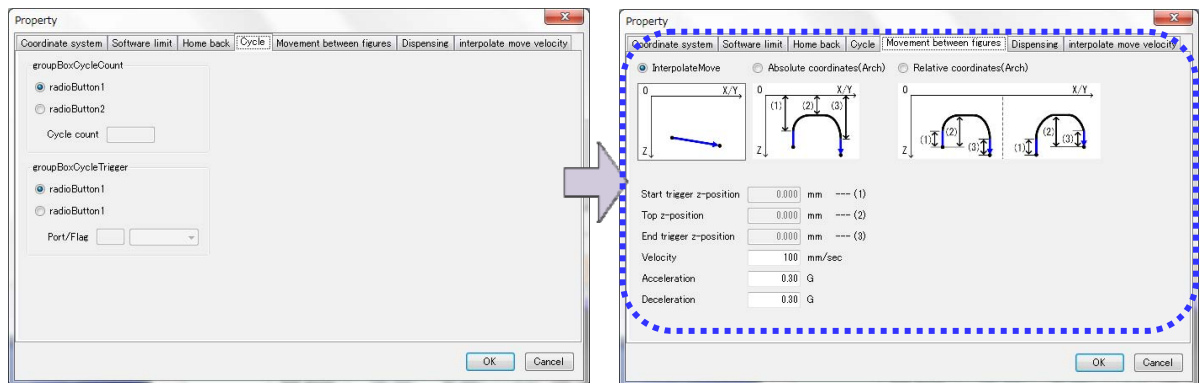 Property
Coordinate system Software limit Home back Cycle Movement between figures Dispensing interpolate move velocity
groupBoxCycleCount
radioButton1
radioButton2
Cycle count
groupBoxCycleTrigger
radioButton1
radioButton1
Port/Flag
OK Cancel
Property
Coordinate system Software limit Home back Cycle Movement between figures Dispensing interpolate move velocity
InterpolateMove Absolute coordinates(Arch) Relative coordinates(Arch)
0 X/Y 0 X/Y 0 X/Y
(1) (2) (3) (1) (2) (3) (1) (2) (3)
Z Z Z
Start trigger z-position 0.000 mm --- (1)
Top z-position 0.000 mm --- (2)
End trigger z-position 0.000 mm --- (3)
Velocity 100 mm/sec
Acceleration 0.30 G
Deceleration 0.30 G
OK Cancel